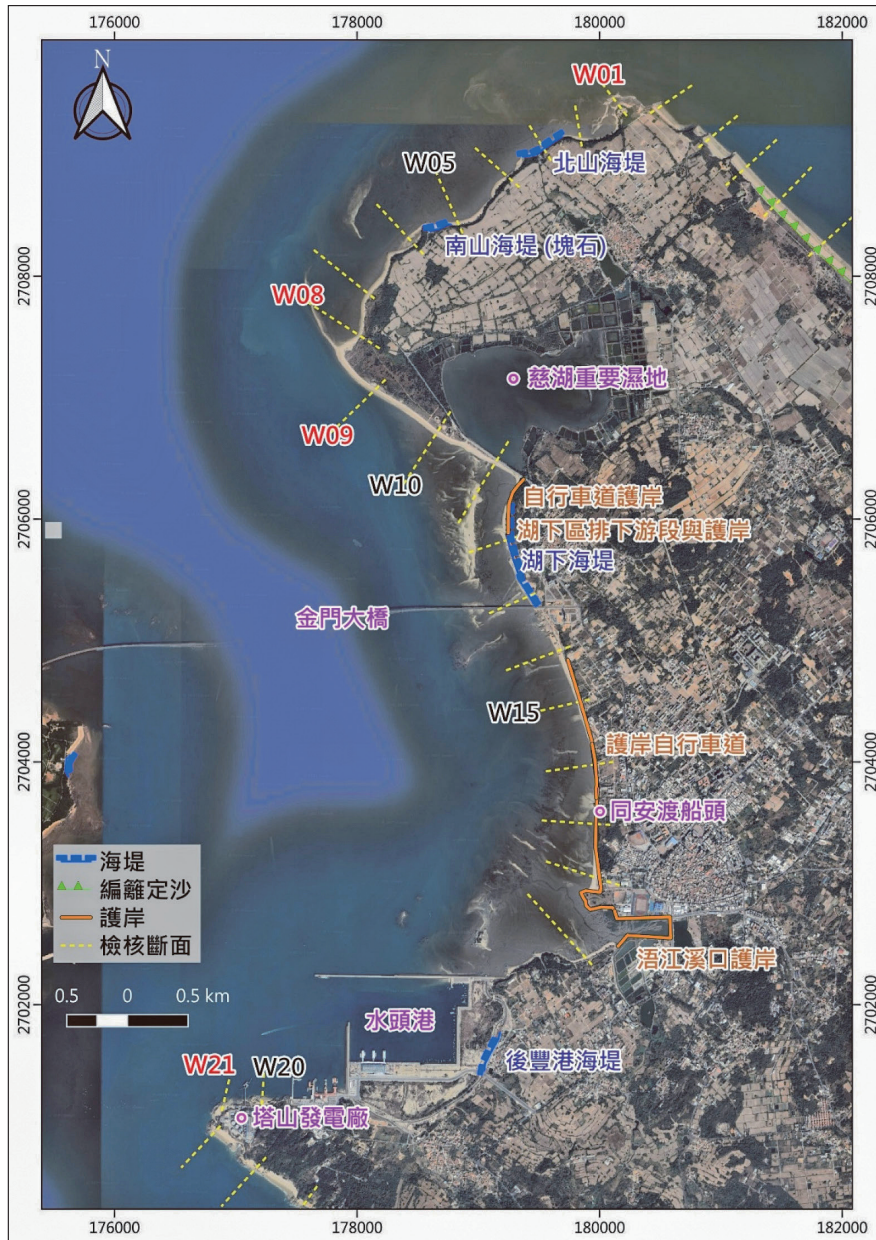 176000 178000 180000 182000
N
W01
北山海堤
W05
南山海堤 (塊石)
2708000 2708000
W08
慈湖重要濕地
W09
W10
自行車道護岸
2706000 2706000
湖下區排下游段與護岸
湖下海堤
金門大橋
W15
護岸自行車道
2704000 2704000
同安渡船頭
海堤
編籬定沙
護岸
檢核斷面
浯江溪口護岸
0.5 0 0.5 km
2702000 2702000
水頭港
後豐港海堤
W21 W20
塔山發電廠
176000 178000 180000 182000